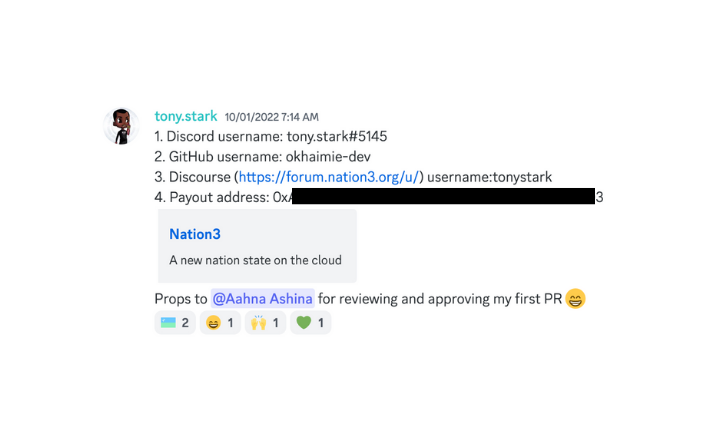 tony.stark 10/01/2022 7:14 AM
1. Discord username: tony.stark#5145
2. GitHub username: okhaimie-dev
3. Discourse (https://forum.nation3.org/u/) username:tonystark
4. Payout address: 0x 3
Nation3
A new nation state on the cloud
Props to @Aahna Ashina for reviewing and approving my first PR 😄
2 1 1 1